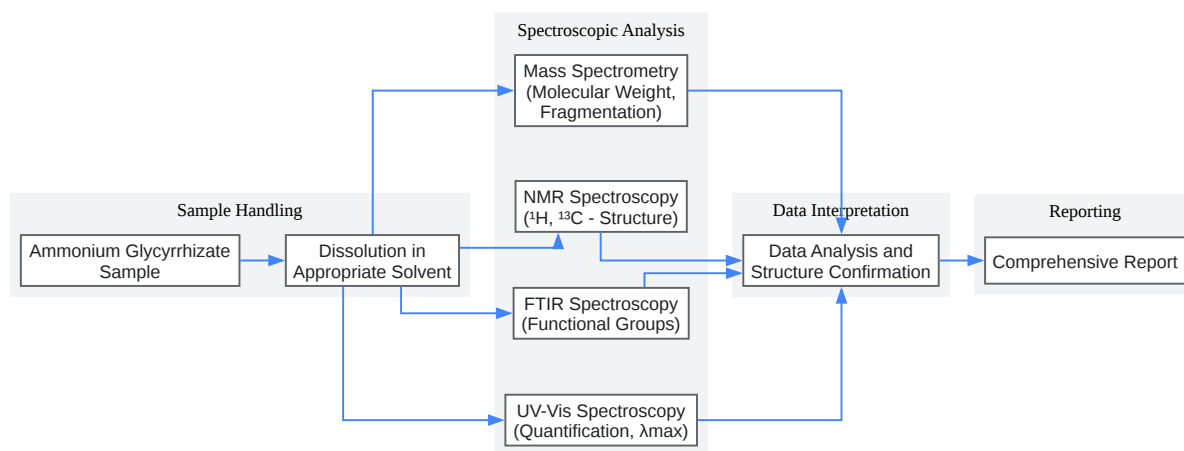 Spectroscopic Analysis
Mass Spectrometry
(Molecular Weight,
Fragmentation)
Sample Handling
Ammonium Glycyrrhizate
Sample
Dissolution in
Appropriate Solvent
NMR Spectroscopy
(¹H, ¹³C - Structure)
FTIR Spectroscopy
(Functional Groups)
UV-Vis Spectroscopy
(Quantification, λmax)
Data Interpretation
Data Analysis and
Structure Confirmation
Reporting
Comprehensive Report